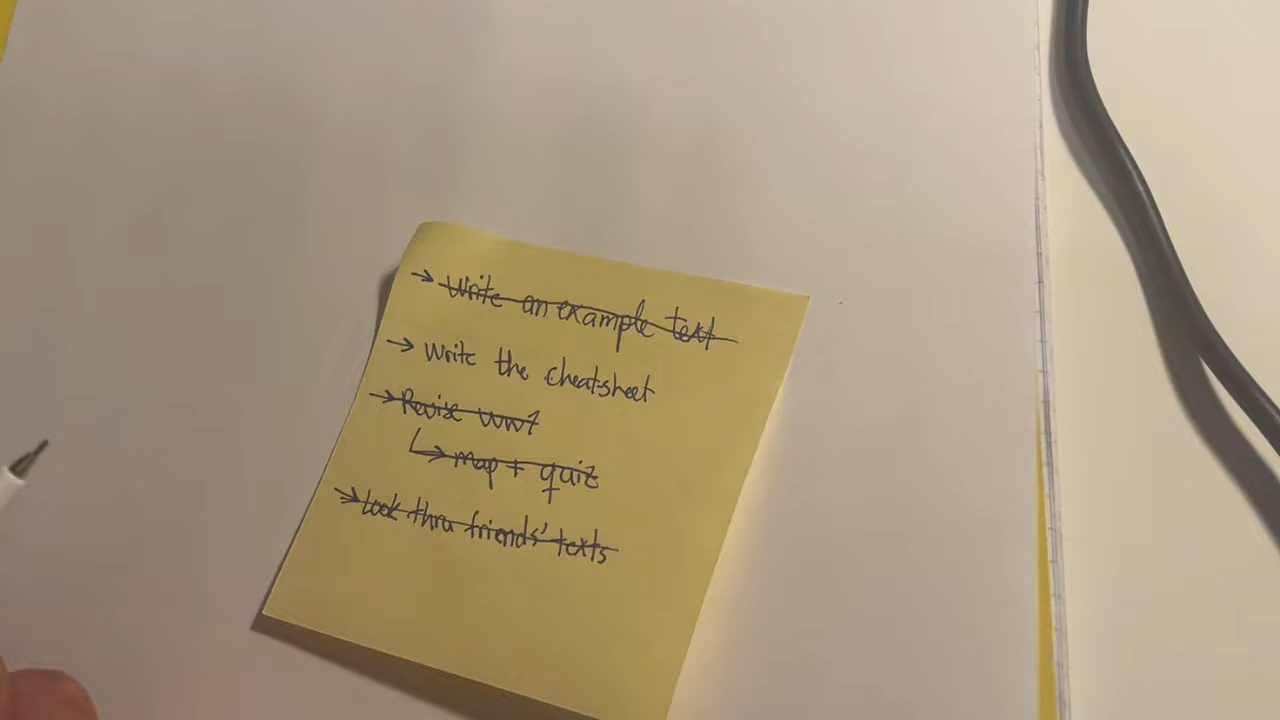 → Write an example text
→ Write the cheatsheet
→ Revise WW1
↳ map + quiz
→ Look thru friends' texts